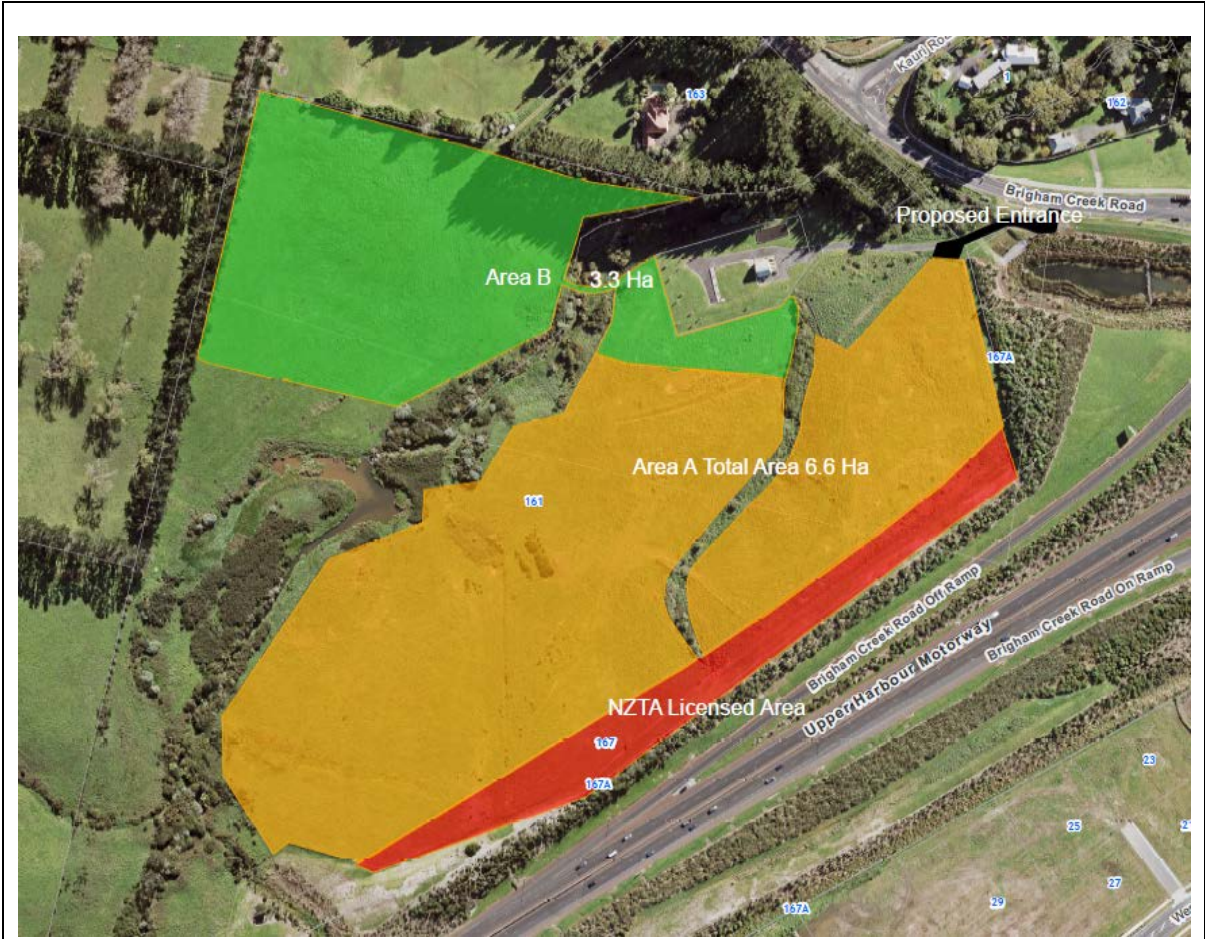 Kauri Roa
1
163
162
Brigham Creek Road
Proposed Entrance
Area B
3.3 Ha
167A
Area A Total Area 6.6 Ha
161
Brigham Creek Road Off Ramp
Brigham Creek Road On Ramp
Upper Harbour Motorway
NZTA Licensed Area
167
167A
23
25
27
29
167A